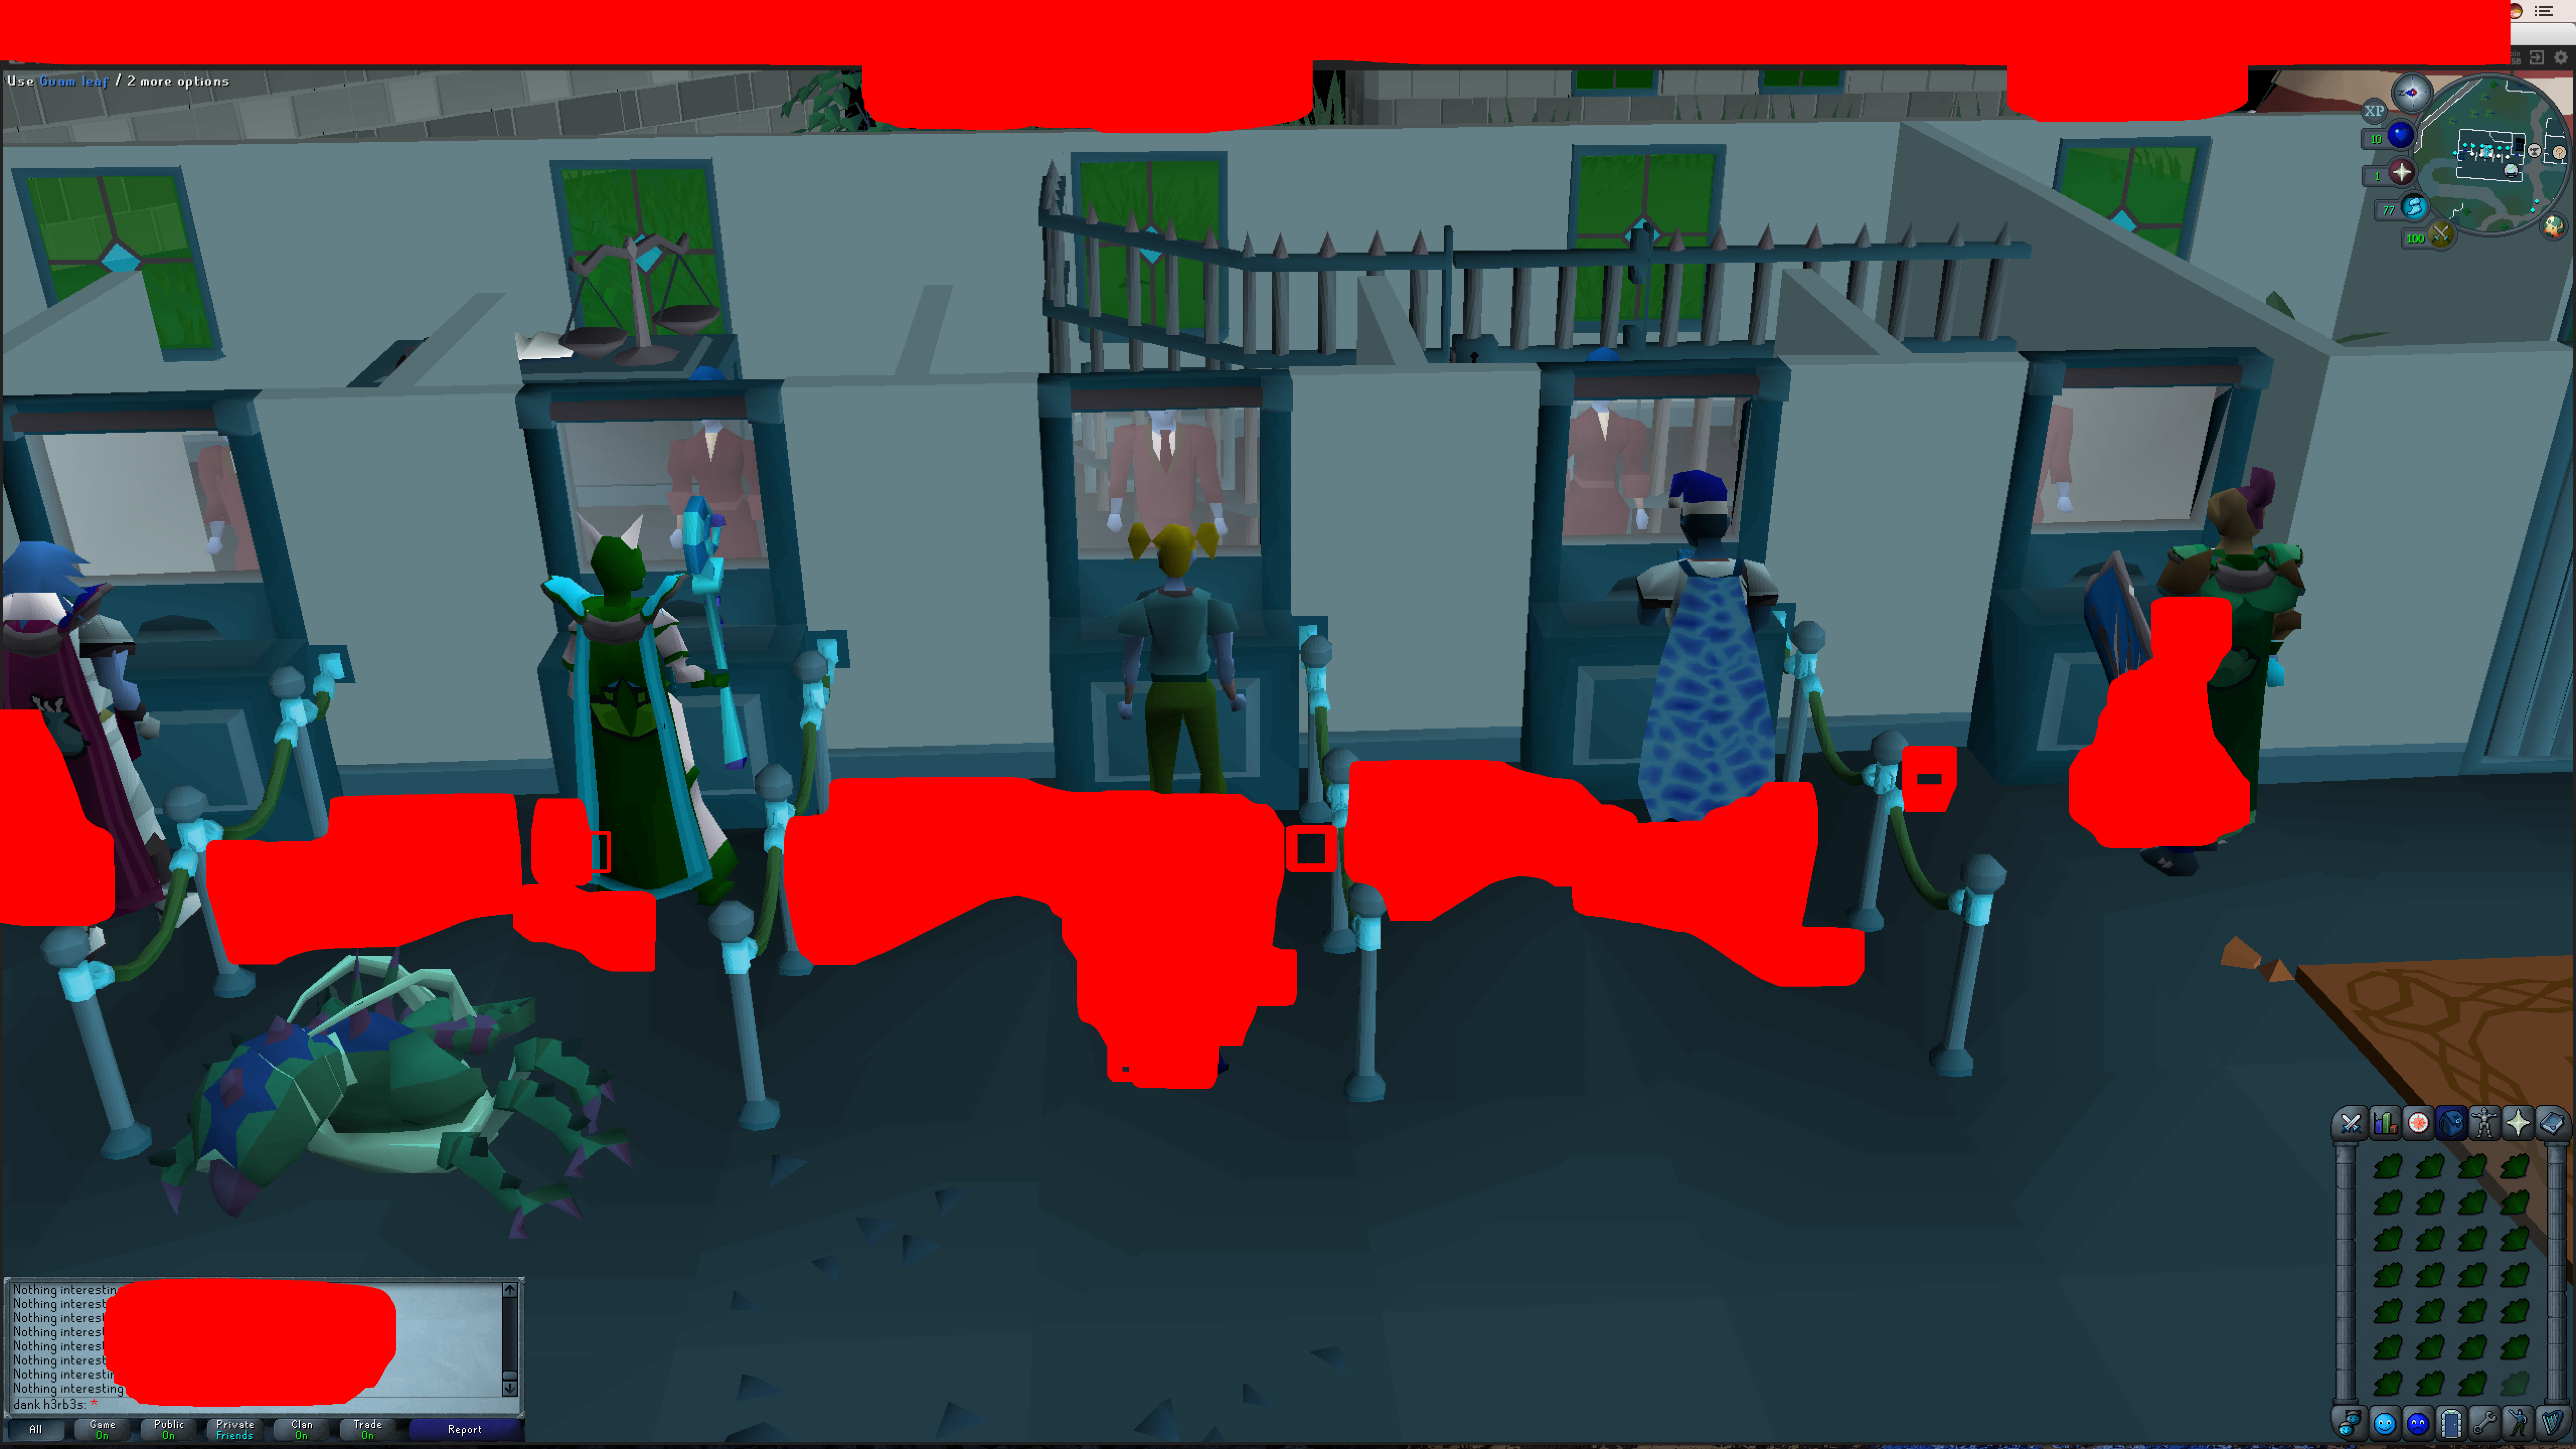 Use Guam leaf / 2 more options
XP
10
1
77
100
Nothing interesting
Nothing interest
Nothing interest
Nothing interest
Nothing interest
Nothing interest
Nothing interestin
Nothing interesting
dank h3rb3s: *
All
Game
On
Public
On
Private
Friends
Clan
On
Trade
On
Report